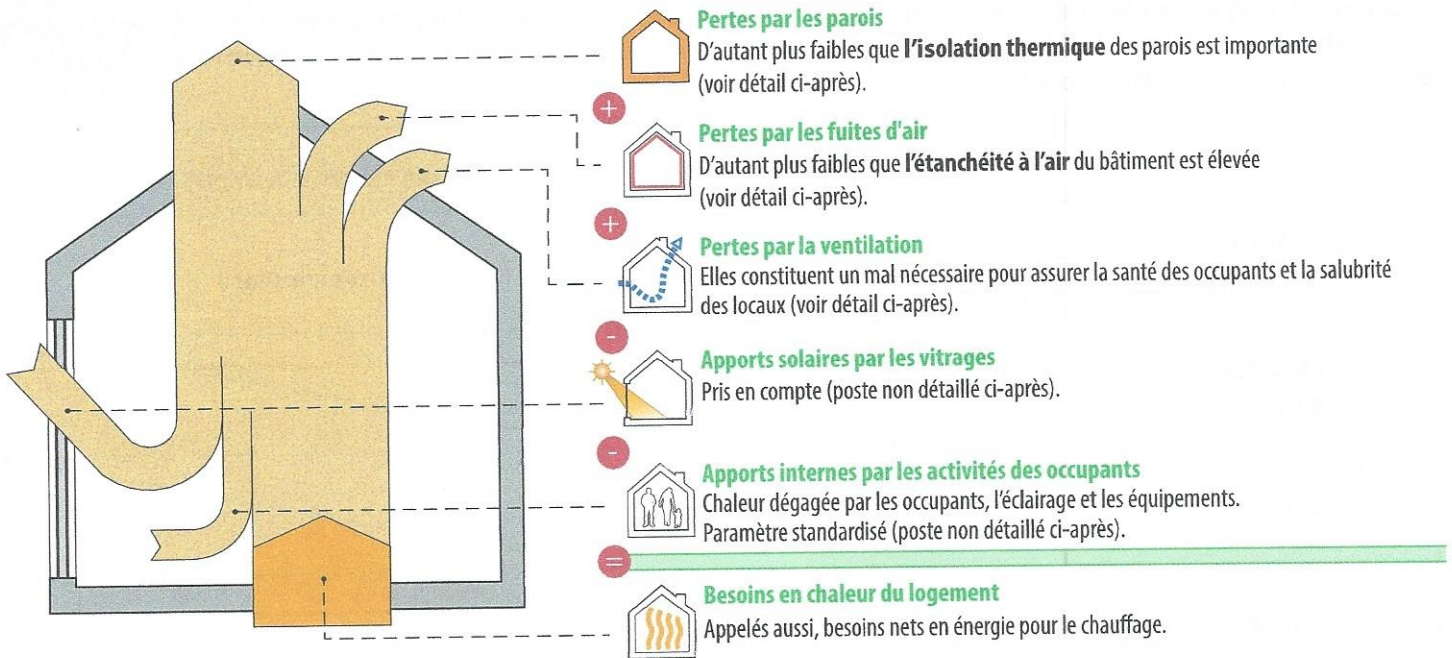 Pertes par les parois
D'autant plus faibles que l'isolation thermique des parois est importante
(voir détail ci-après).
+
Pertes par les fuites d'air
D'autant plus faibles que l'étanchéité à l'air du bâtiment est élevée
(voir détail ci-après).
+
Pertes par la ventilation
Elles constituent un mal nécessaire pour assurer la santé des occupants et la salubrité
des locaux (voir détail ci-après).
-
Apports solaires par les vitrages
Pris en compte (poste non détaillé ci-après).
-
Apports internes par les activités des occupants
Chaleur dégagée par les occupants, l'éclairage et les équipements.
Paramètre standardisé (poste non détaillé ci-après).
=
Besoins en chaleur du logement
Appelés aussi, besoins nets en énergie pour le chauffage.